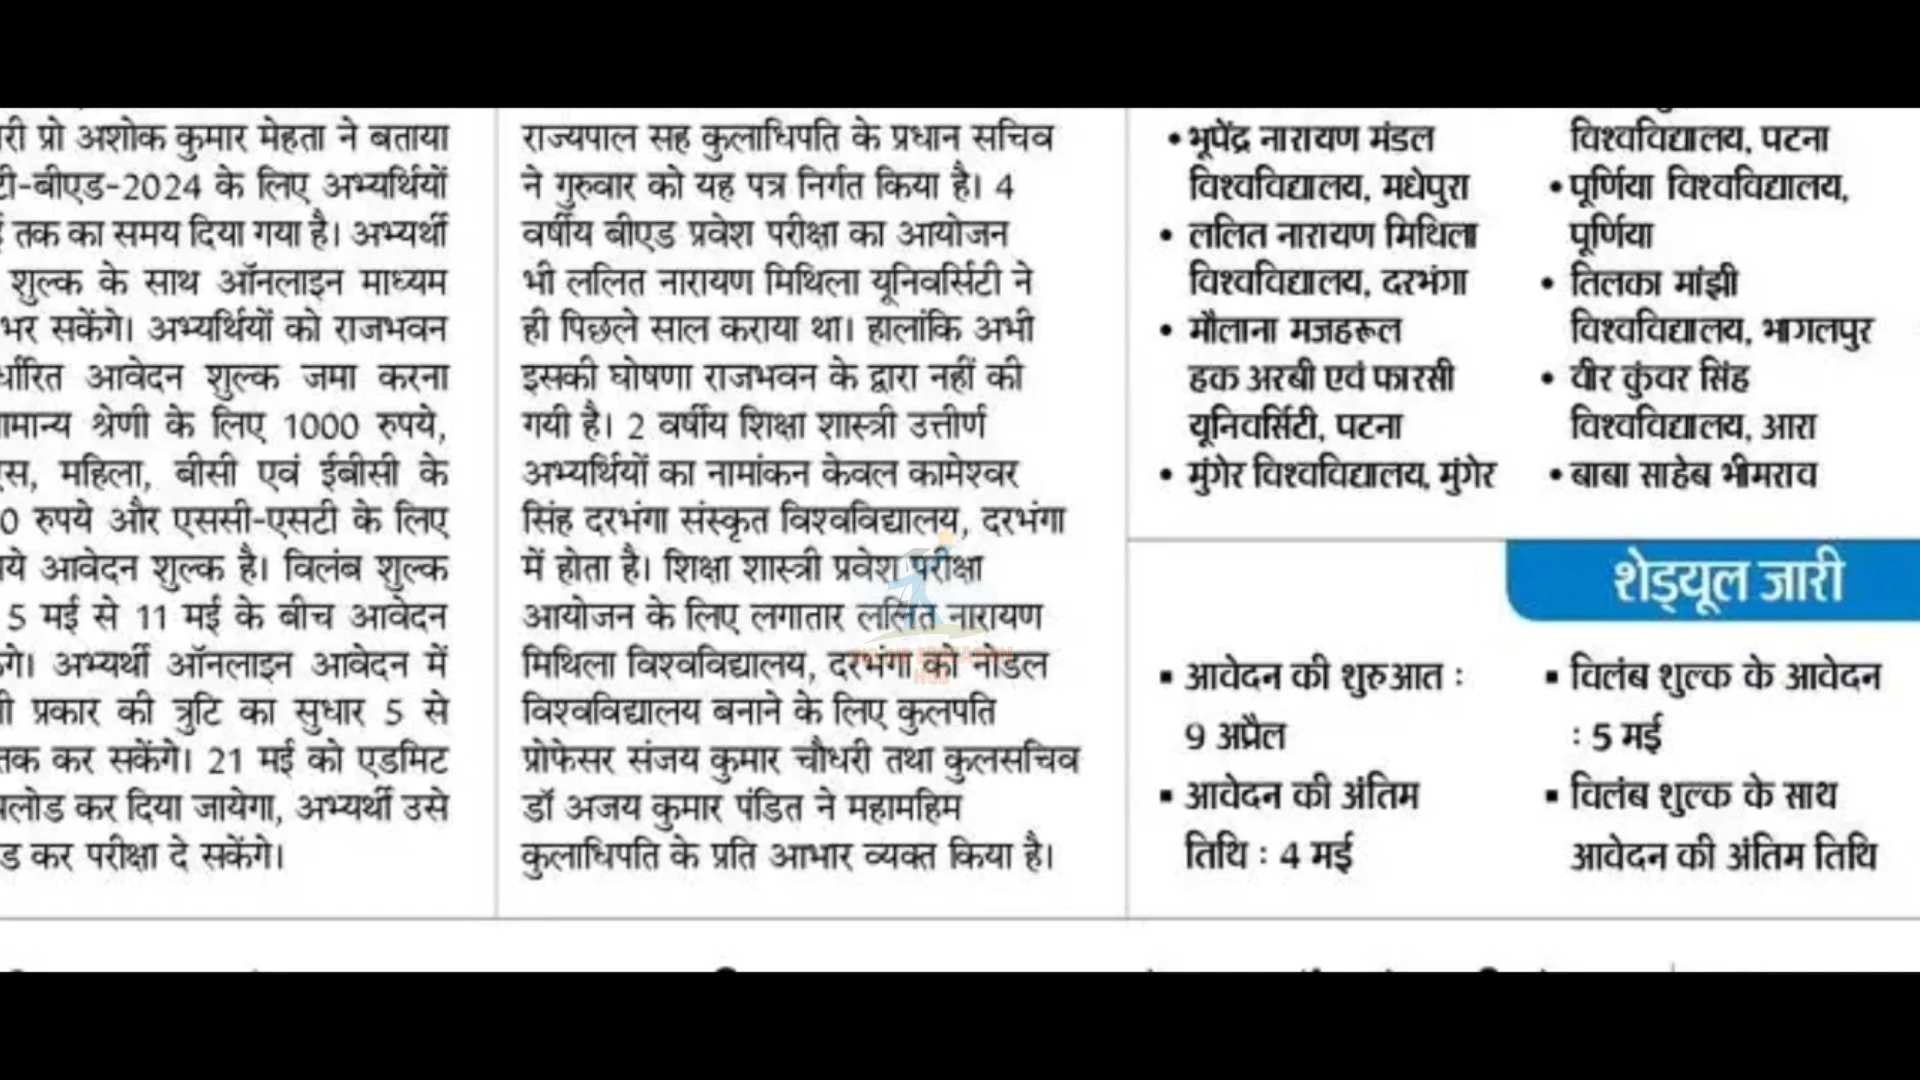 री प्रो अशोक कुमार मेहता ने बताया
टी-बीएड-2024 के लिए अभ्यर्थियों
तक का समय दिया गया है। अभ्यर्थी
शुल्क के साथ ऑनलाइन माध्यम
भर सकेंगे। अभ्यर्थियों को राजभवन
र्धारित आवेदन शुल्क जमा करना
ामान्य श्रेणी के लिए 1000 रुपये,
स, महिला, बीसी एवं ईबीसी के
0 रुपये और एससी-एसटी के लिए
ये आवेदन शुल्क है। विलंब शुल्क
5 मई से 11 मई के बीच आवेदन
गे। अभ्यर्थी ऑनलाइन आवेदन में
ी प्रकार की त्रुटि का सुधार 5 से
तक कर सकेंगे। 21 मई को एडमिट
लोड कर दिया जायेगा, अभ्यर्थी उसे
ड कर परीक्षा दे सकेंगे।
राज्यपाल सह कुलाधिपति के प्रधान सचिव
ने गुरुवार को यह पत्र निर्गत किया है। 4
वर्षीय बीएड प्रवेश परीक्षा का आयोजन
भी ललित नारायण मिथिला यूनिवर्सिटी ने
ही पिछले साल कराया था। हालांकि अभी
इसकी घोषणा राजभवन के द्वारा नहीं की
गयी है। 2 वर्षीय शिक्षा शास्त्री उत्तीर्ण
अभ्यर्थियों का नामांकन केवल कामेश्वर
सिंह दरभंगा संस्कृत विश्वविद्यालय, दरभंगा
में होता है। शिक्षा शास्त्री प्रवेश परीक्षा
आयोजन के लिए लगातार ललित नारायण
मिथिला विश्वविद्यालय, दरभंगा को नोडल
विश्वविद्यालय बनाने के लिए कुलपति
प्रोफेसर संजय कुमार चौधरी तथा कुलसचिव
डॉ अजय कुमार पंडित ने महामहिम
कुलाधिपति के प्रति आभार व्यक्त किया है।
• भूपेंद्र नारायण मंडल
विश्वविद्यालय, मधेपुरा
• ललित नारायण मिथिला
विश्वविद्यालय, दरभंगा
• मौलाना मजहरूल
हक अरबी एवं फारसी
यूनिवर्सिटी, पटना
• मुंगेर विश्वविद्यालय, मुंगेर
विश्वविद्यालय, पटना
• पूर्णिया विश्वविद्यालय,
पूर्णिया
• तिलका मांझी
विश्वविद्यालय, भागलपुर
• वीर कुंवर सिंह
विश्वविद्यालय, आरा
• बाबा साहेब भीमराव
शेड्यूल जारी
▪ आवेदन की शुरुआत :
9 अप्रैल
▪ आवेदन की अंतिम
तिथि : 4 मई
▪ विलंब शुल्क के आवेदन
: 5 मई
▪ विलंब शुल्क के साथ
आवेदन की अंतिम तिथि